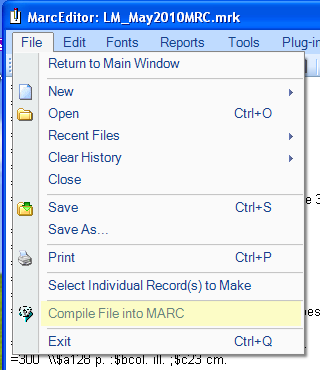 MarcEditor: LM_May2010MRC.mrk
File Edit Fonts Reports Tools Plug-in
Return to Main Window
New
Open Ctrl+O
Recent Files
Clear History
Close
Save Ctrl+S
Save As...
Print Ctrl+P
Select Individual Record(s) to Make
Compile File into MARC
Exit Ctrl+Q
=300 \\$a128 p. :$bcol. ill. ;$c23 cm.